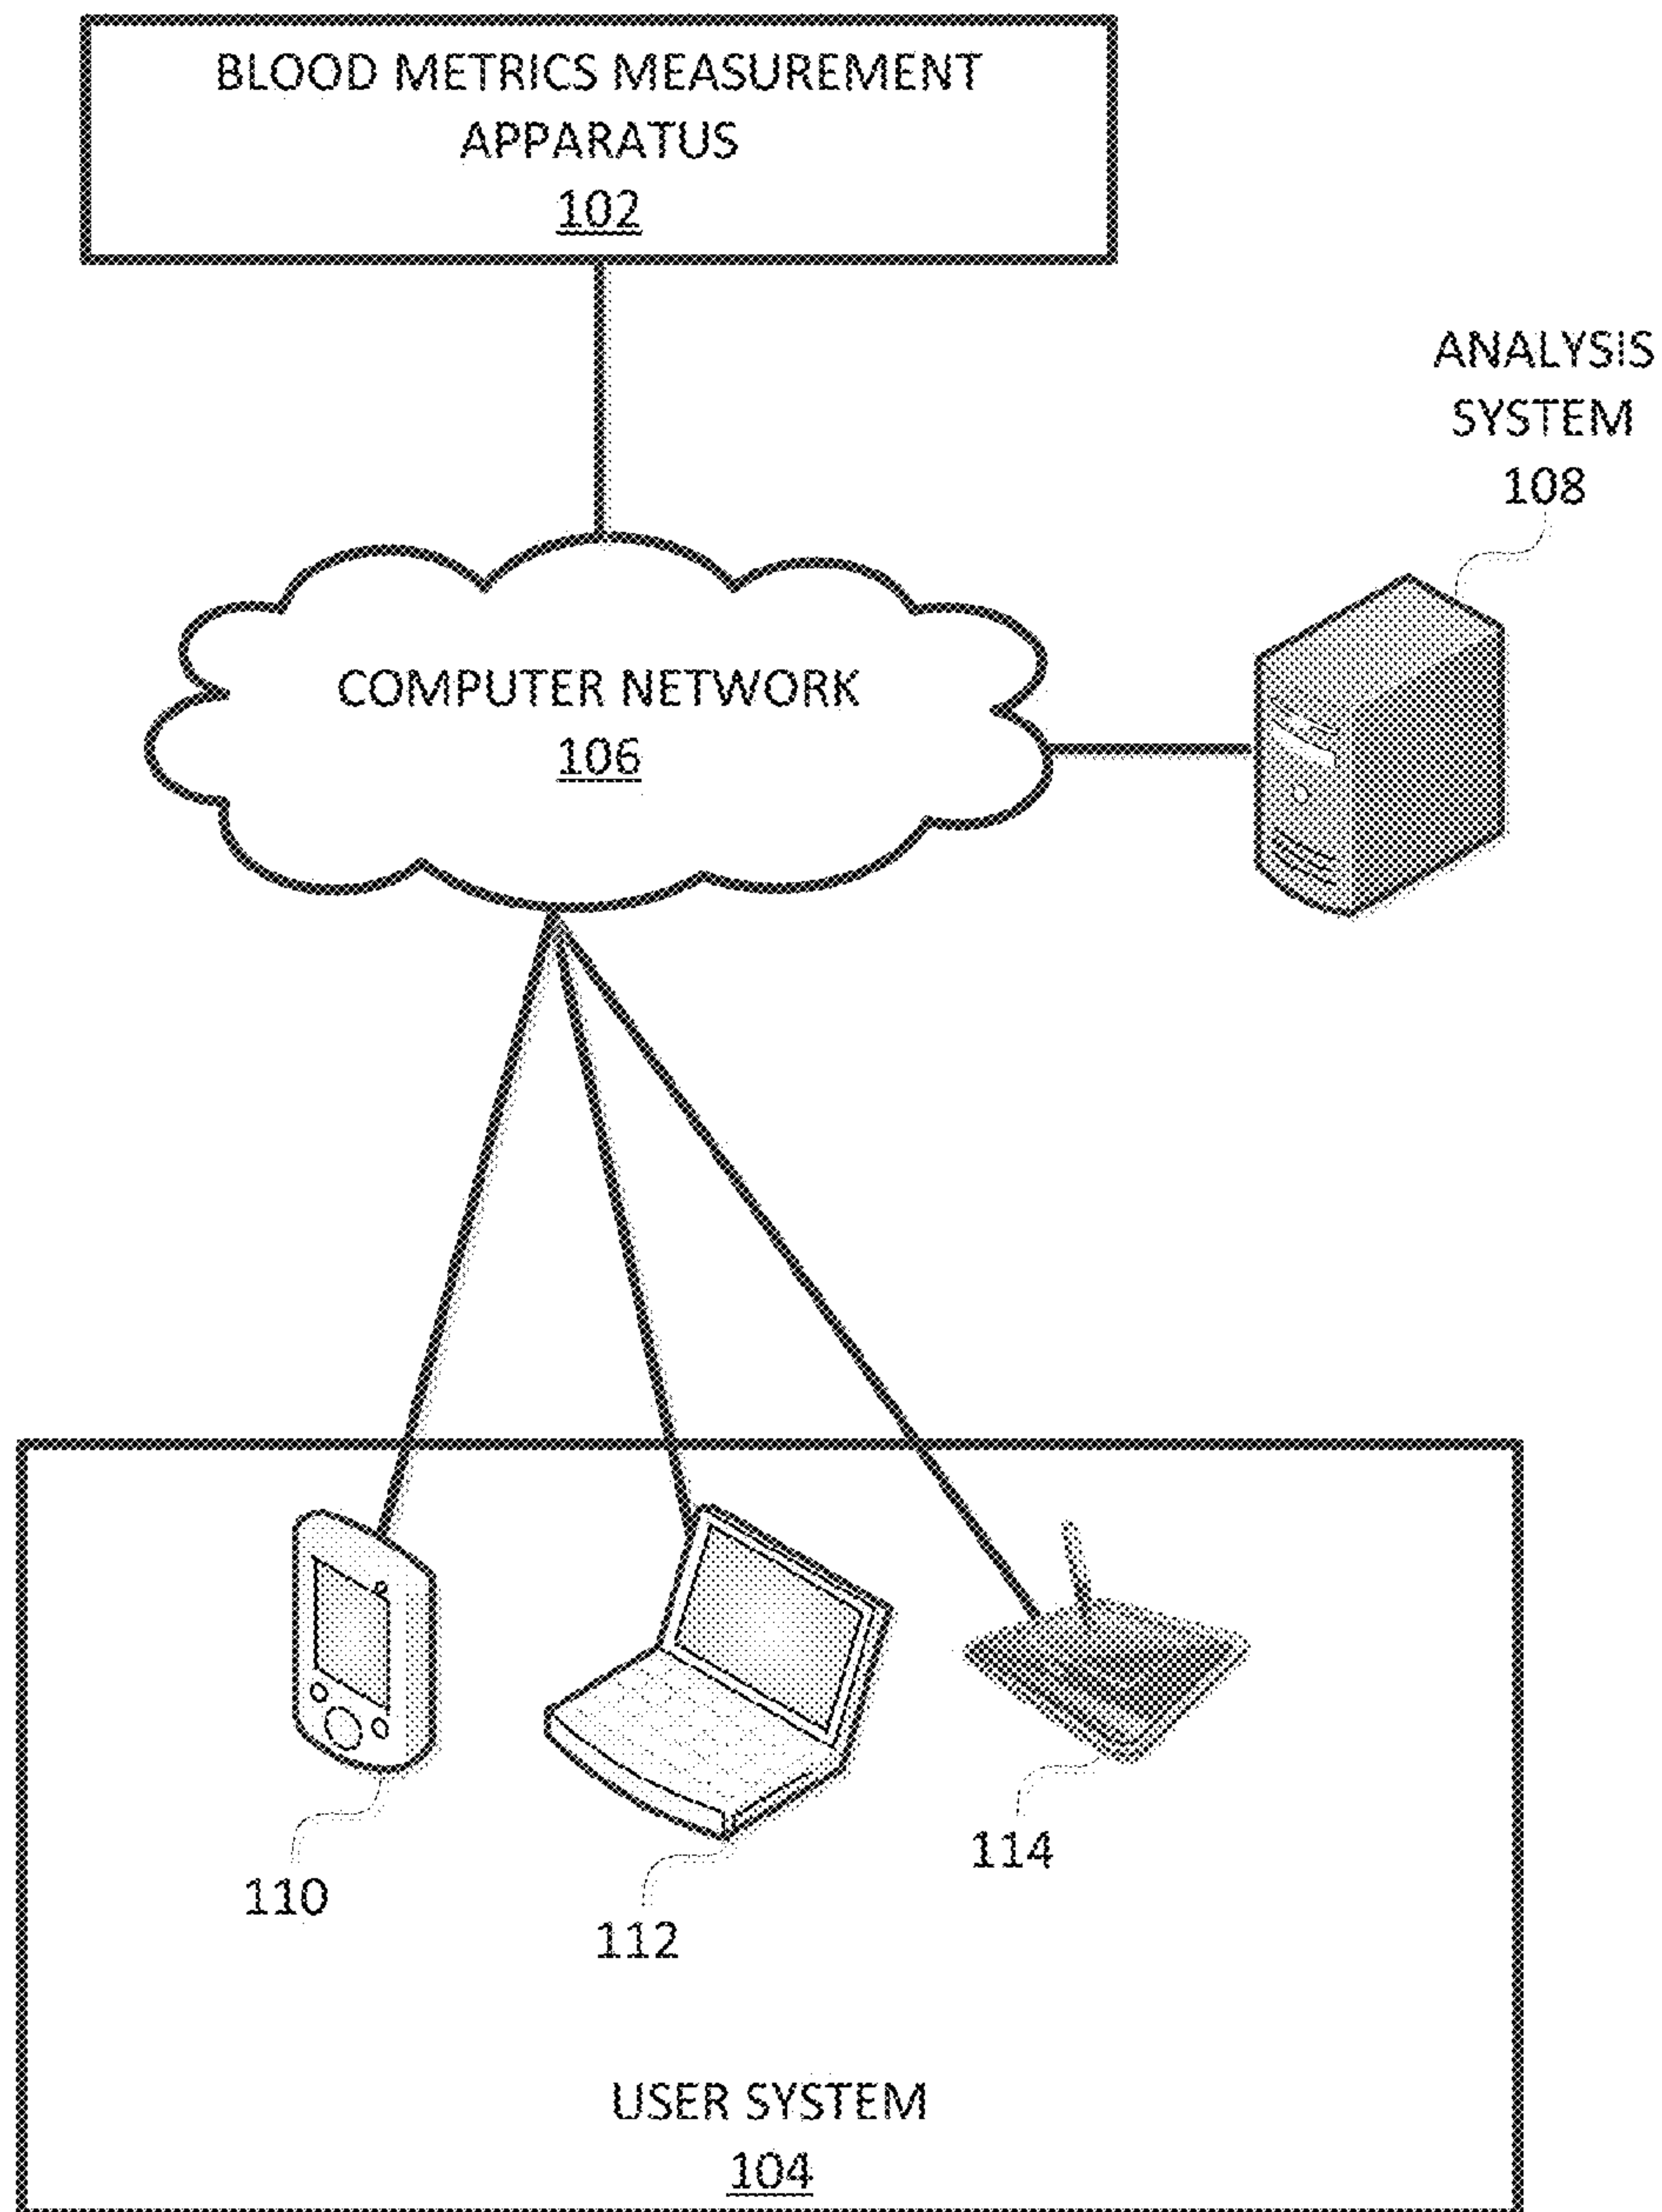 BLOOD METRICS MEASUREMENT
APPARATUS
102
ANALYSIS
SYSTEM
108
COMPUTER NETWORK
106
110
112
114
USER SYSTEM
104